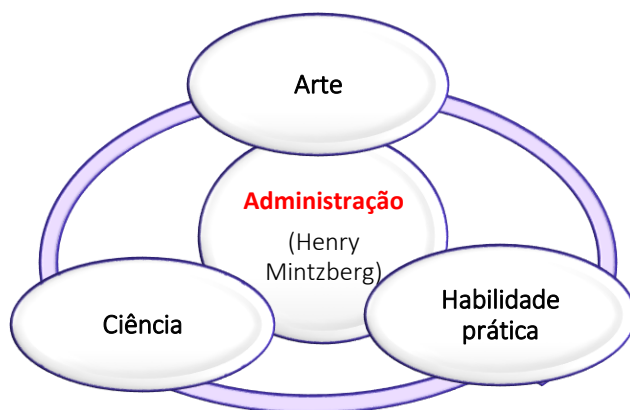 Arte
Administração
(Henry
Mintzberg)
Ciência
Habilidade
prática